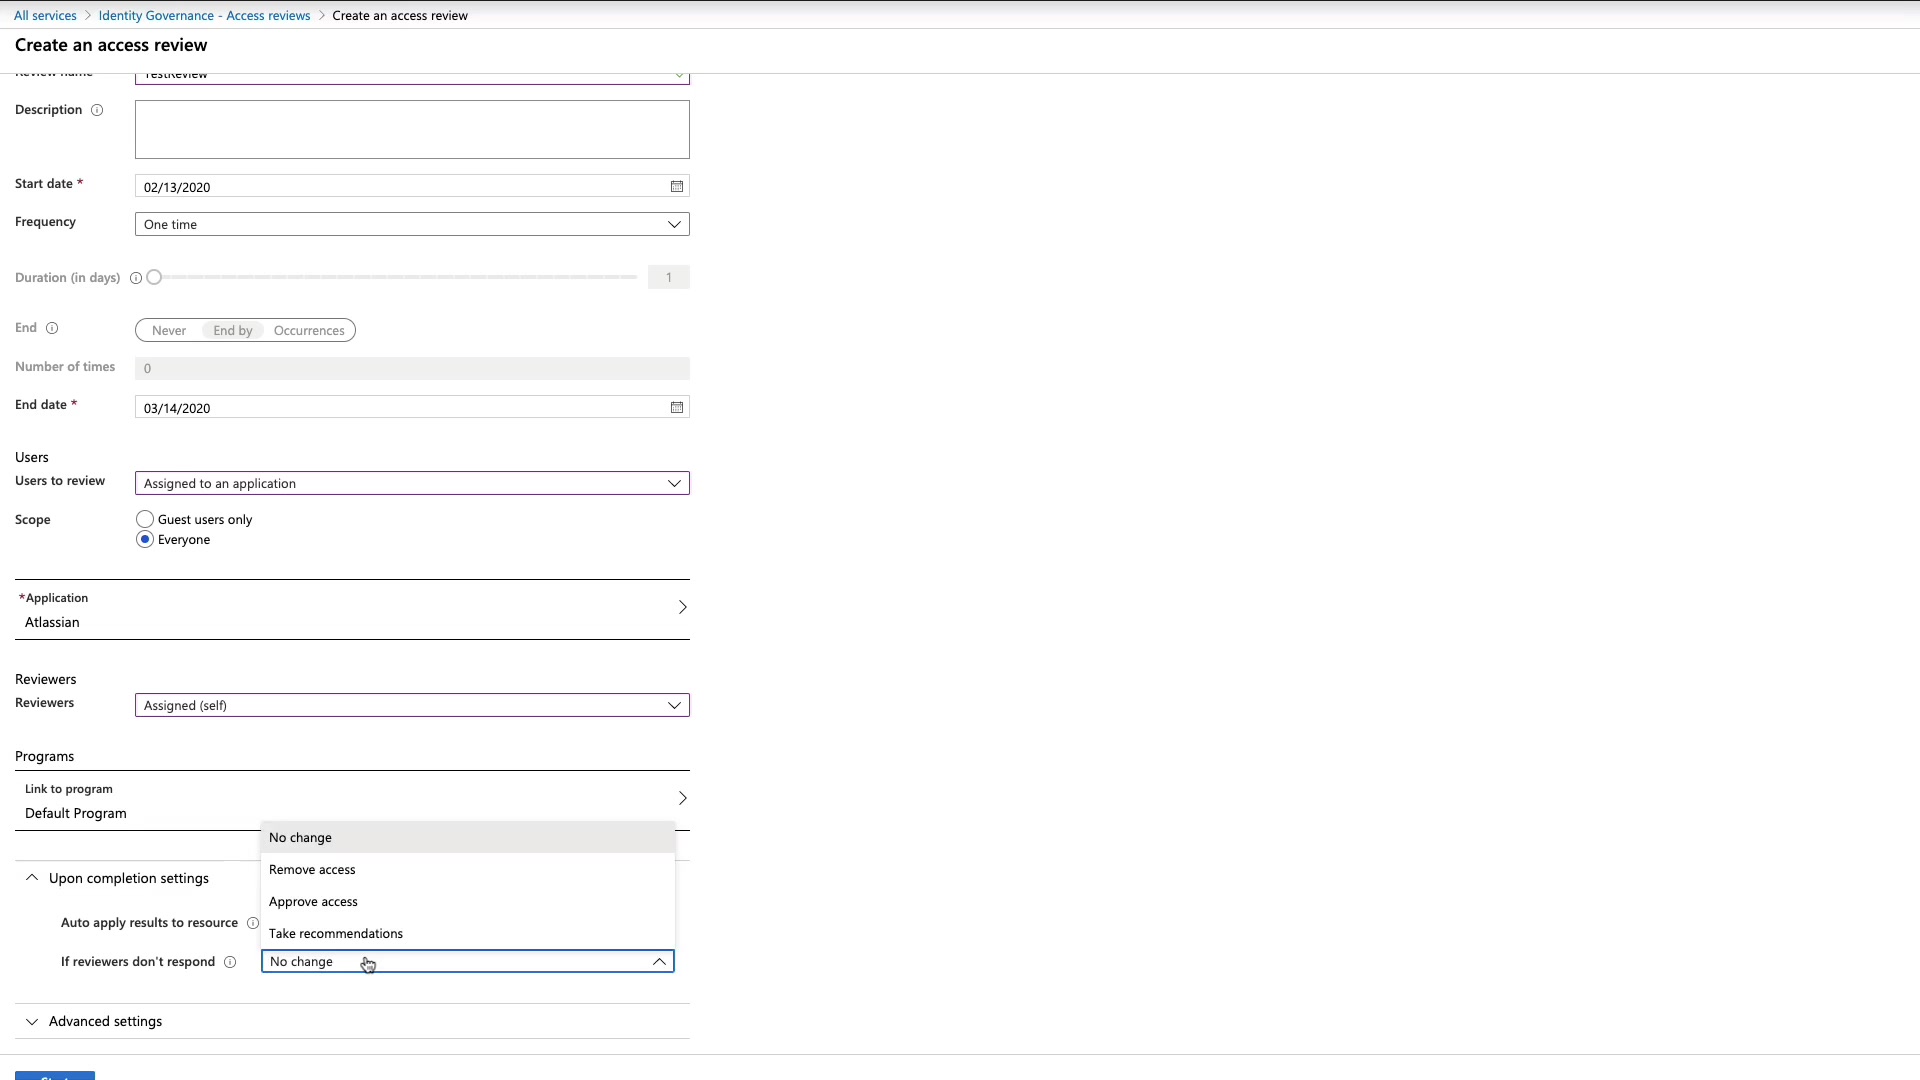 All services > Identity Governance - Access reviews > Create an access review
Create an access review
Review name TestReview
Description
Start date * 02/13/2020
Frequency One time
Duration (in days) 1
End Never End by Occurrences
Number of times 0
End date * 03/14/2020
Users
Users to review Assigned to an application
Scope Guest users only
Everyone
*Application
Atlassian
Reviewers
Reviewers Assigned (self)
Programs
Link to program
Default Program
No change
Remove access
Upon completion settings
Approve access
Auto apply results to resource
Take recommendations
If reviewers don't respond No change
Advanced settings